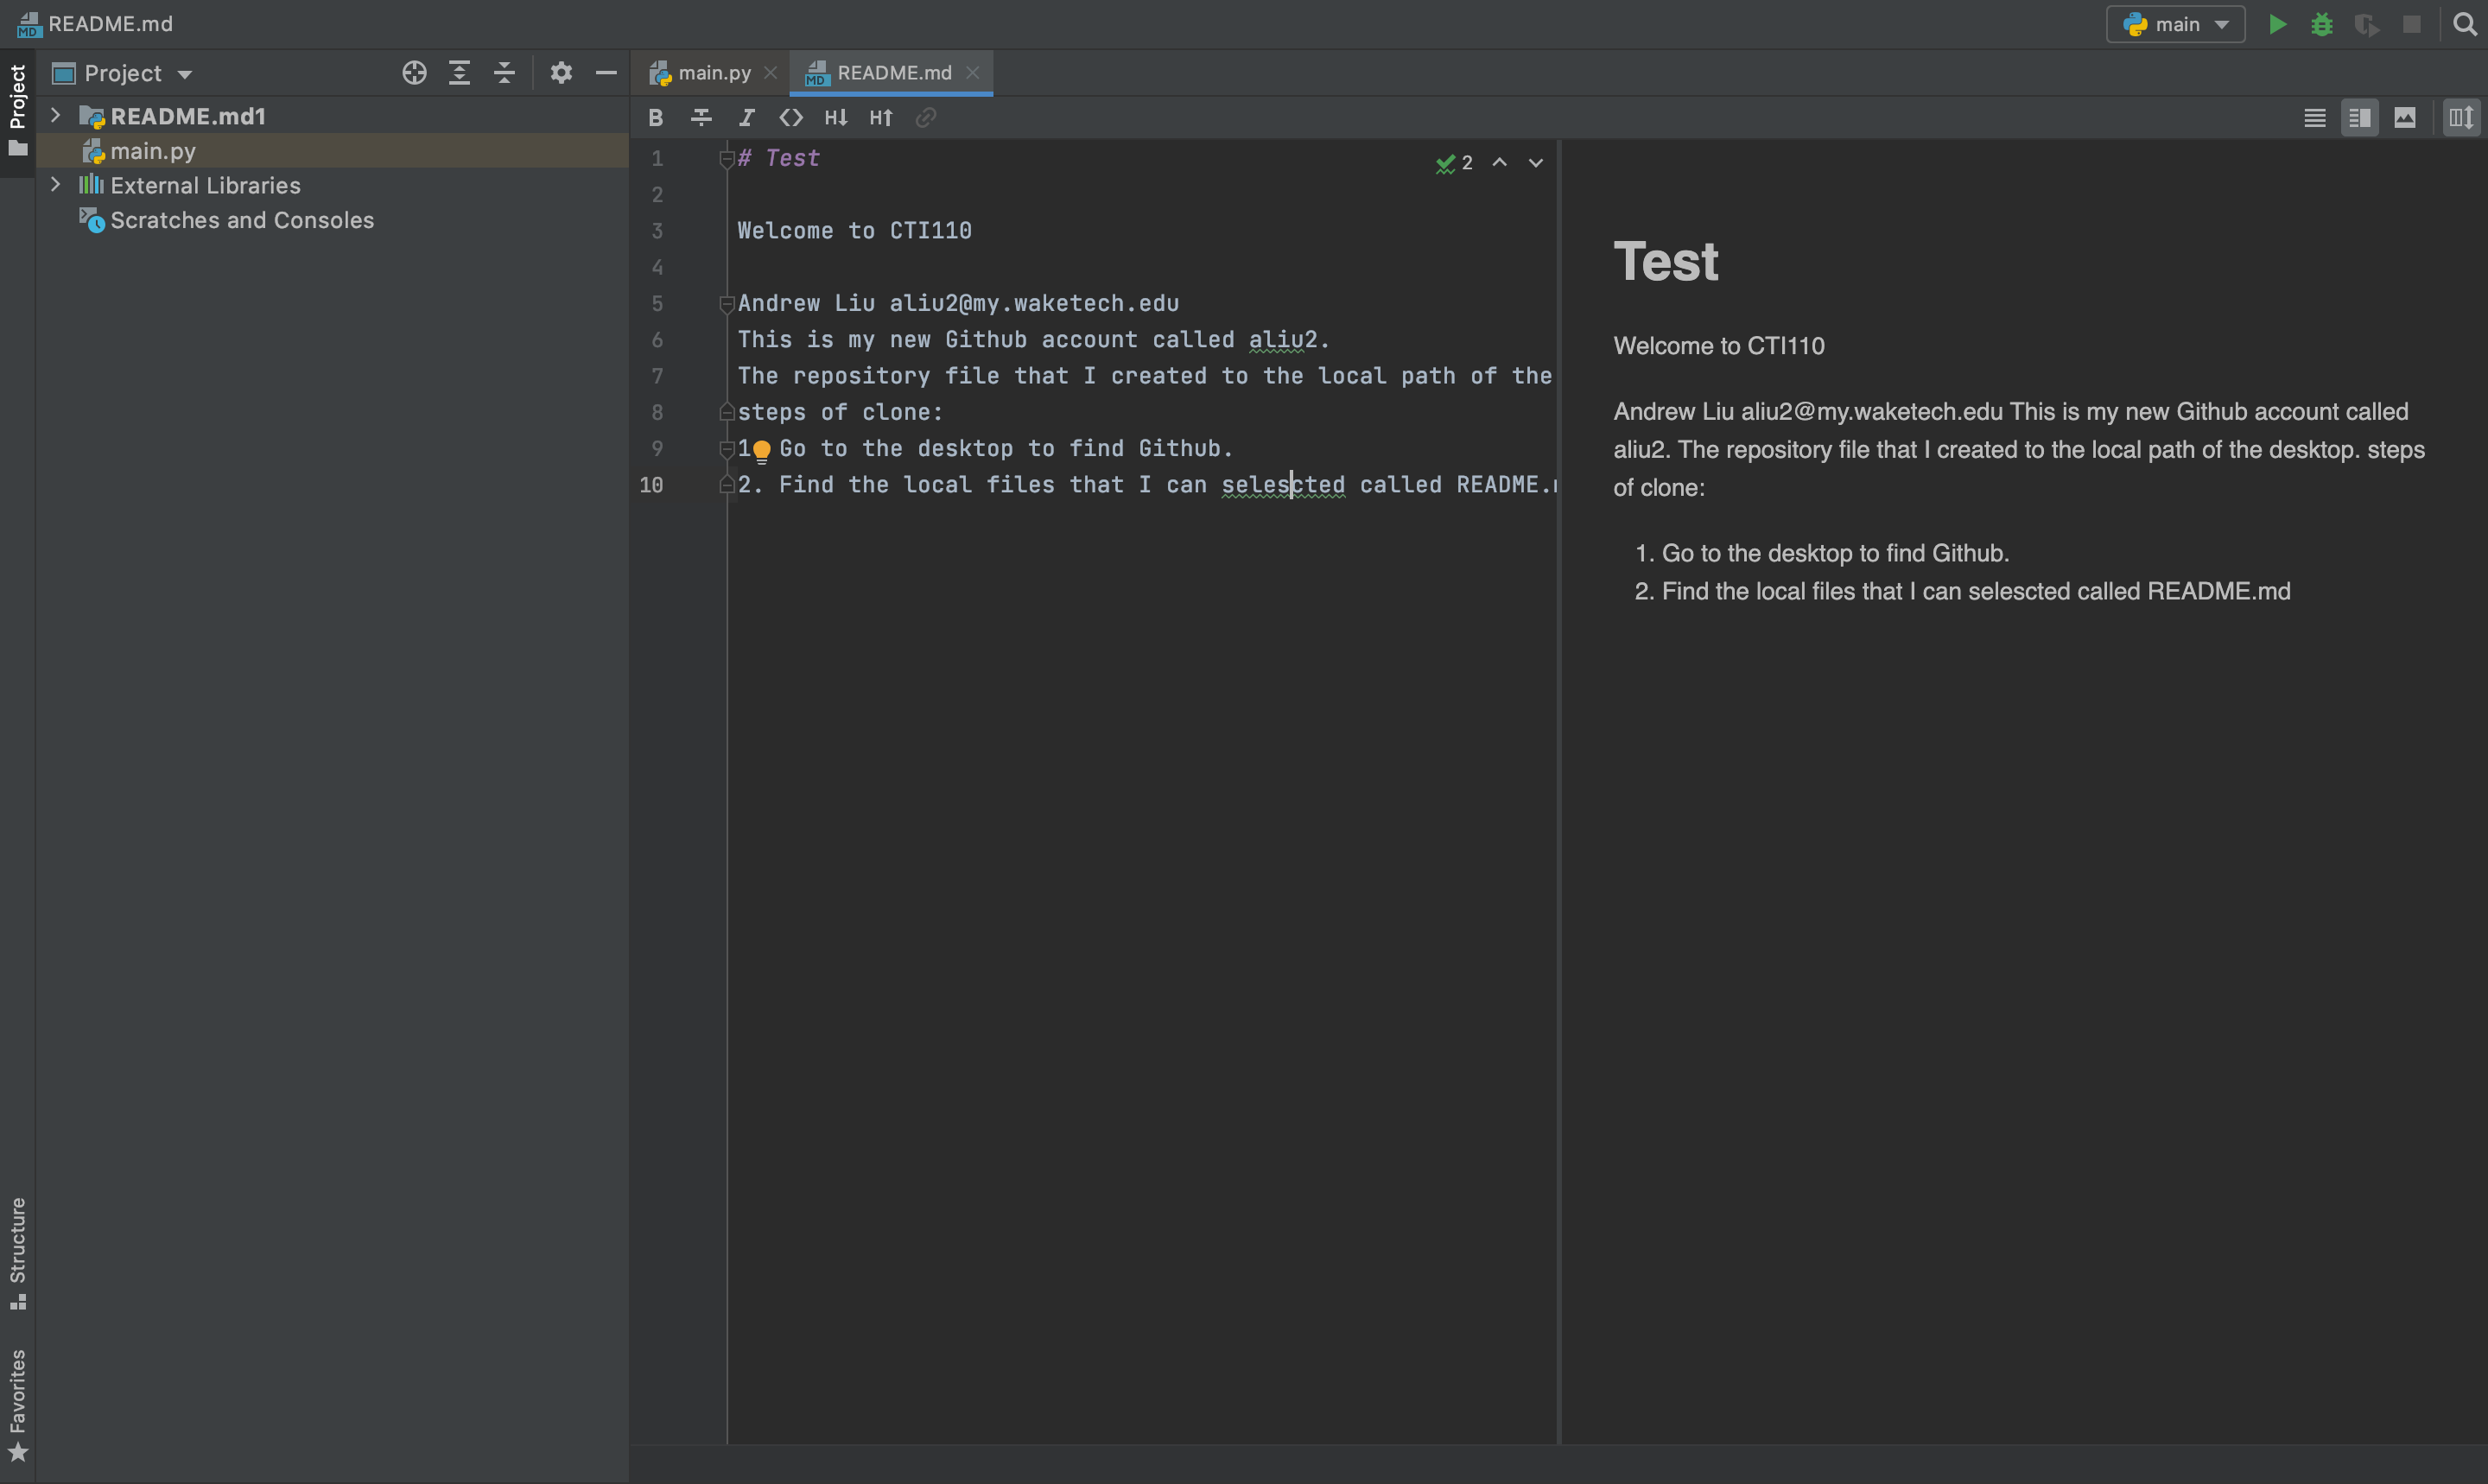 README.md
main
Project
Project
README.md1
main.py
External Libraries
Scratches and Consoles
Structure
Favorites
main.py
README.md
B I <> H↓ H↑
2
1 # Test
2
3 Welcome to CTI110
4
5 Andrew Liu aliu2@my.waketech.edu
6 This is my new Github account called aliu2.
7 The repository file that I created to the local path of the
8 steps of clone:
9 1 Go to the desktop to find Github.
10 2. Find the local files that I can selescted called README.
Test
Welcome to CTI110
Andrew Liu aliu2@my.waketech.edu This is my new Github account called
aliu2. The repository file that I created to the local path of the desktop. steps
of clone:
1. Go to the desktop to find Github.
2. Find the local files that I can selescted called README.md